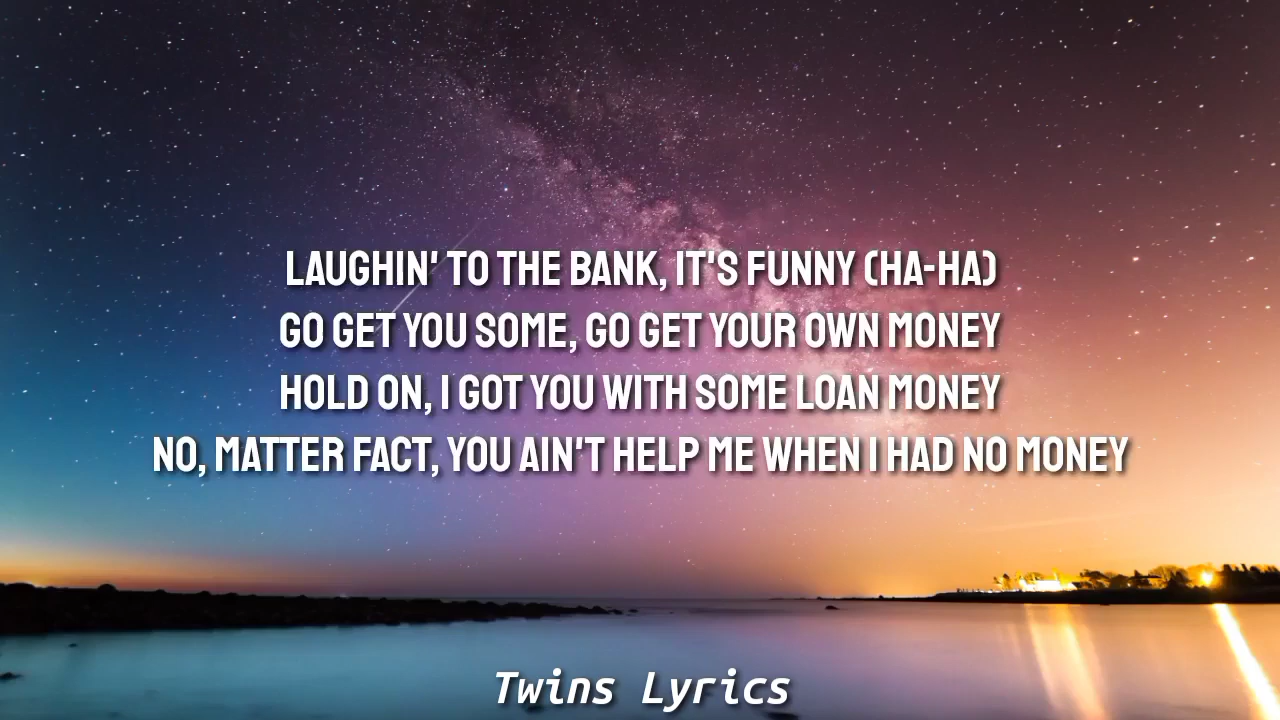 LAUGHIN' TO THE BANK, IT'S FUNNY (HA-HA)
GO GET YOU SOME, GO GET YOUR OWN MONEY
HOLD ON, I GOT YOU WITH SOME LOAN MONEY
NO, MATTER FACT, YOU AIN'T HELP ME WHEN I HAD NO MONEY
Twins Lyrics